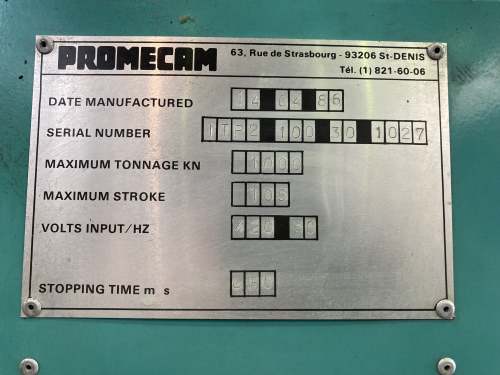 PROMECAM
63, Rue de Strasbourg - 93206 St-DENIS
Tél. (1) 821-60-06
DATE MANUFACTURED 14 04 86
SERIAL NUMBER ITP2 100 30 1027
MAXIMUM TONNAGE KN 1000
MAXIMUM STROKE 105
VOLTS INPUT/HZ 420 50
STOPPING TIME m s